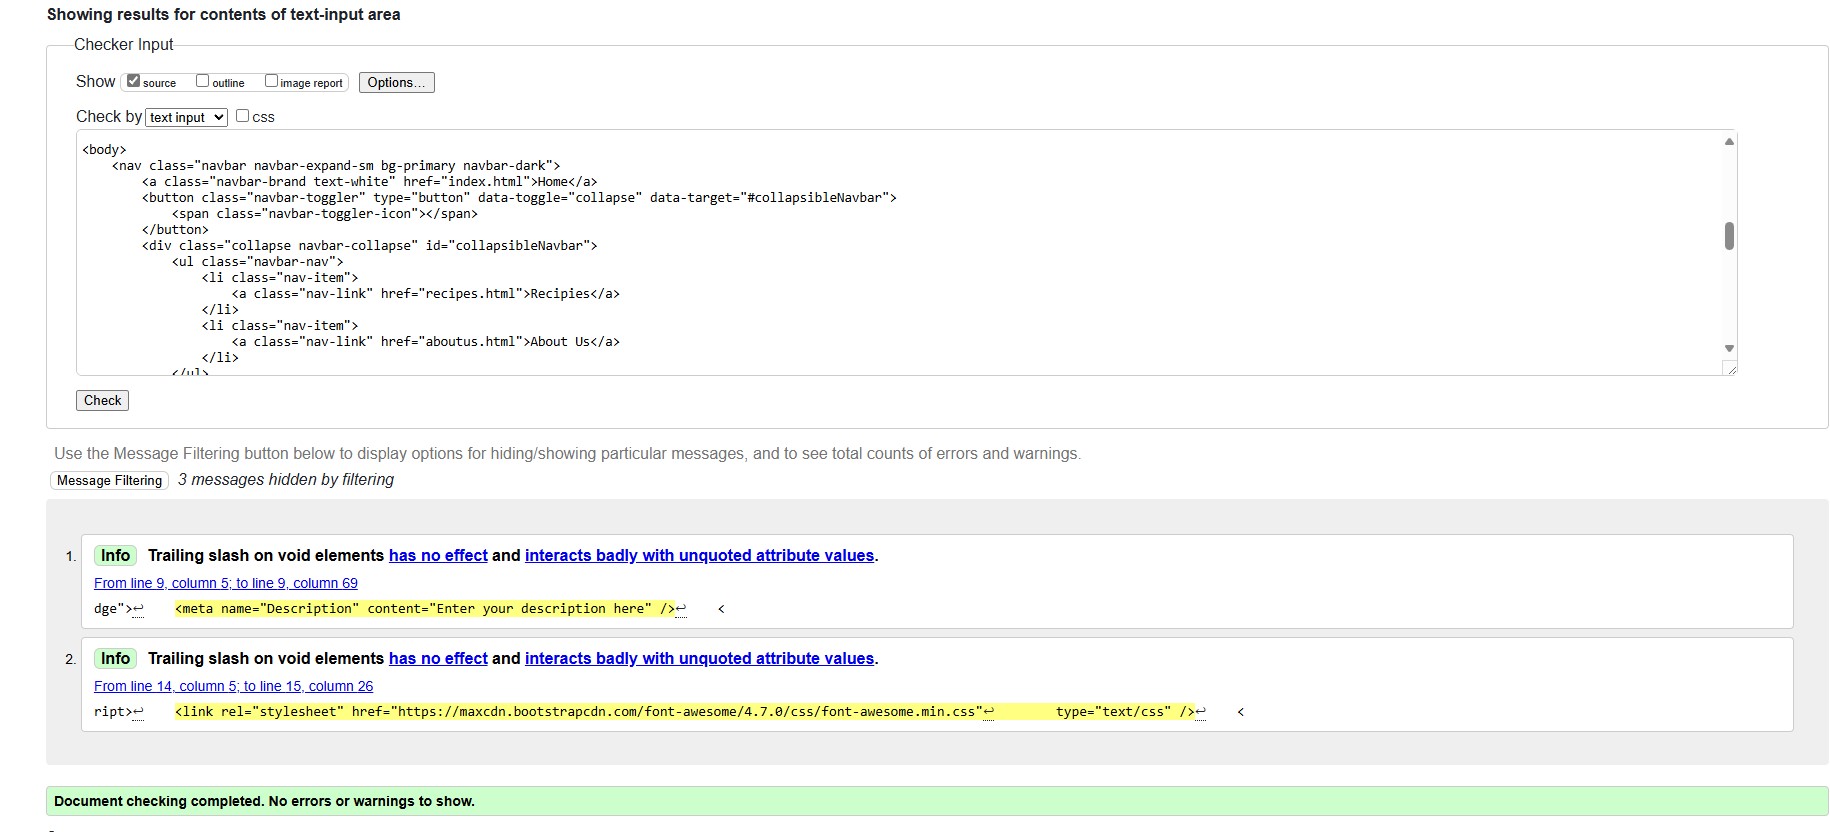 Showing results for contents of text-input area
Checker Input
Show source outline image report Options...
Check by text input css
<body>
<nav class="navbar navbar-expand-sm bg-primary navbar-dark">
<a class="navbar-brand text-white" href="index.html">Home</a>
<button class="navbar-toggler" type="button" data-toggle="collapse" data-target="#collapsibleNavbar">
<span class="navbar-toggler-icon"></span>
</button>
<div class="collapse navbar-collapse" id="collapsibleNavbar">
<ul class="navbar-nav">
<li class="nav-item">
<a class="nav-link" href="recipes.html">Recipies</a>
</li>
<li class="nav-item">
<a class="nav-link" href="aboutus.html">About Us</a>
</li>
</ul>
Check
Use the Message Filtering button below to display options for hiding/showing particular messages, and to see total counts of errors and warnings.
Message Filtering 3 messages hidden by filtering
1. Info Trailing slash on void elements has no effect and interacts badly with unquoted attribute values.
From line 9, column 5; to line 9, column 69
dge">↩ <meta name="Description" content="Enter your description here" />↩ <
2. Info Trailing slash on void elements has no effect and interacts badly with unquoted attribute values.
From line 14, column 5; to line 15, column 26
ript>↩ <link rel="stylesheet" href="https://maxcdn.bootstrapcdn.com/font-awesome/4.7.0/css/font-awesome.min.css"↩ type="text/css" />↩ <
Document checking completed. No errors or warnings to show.